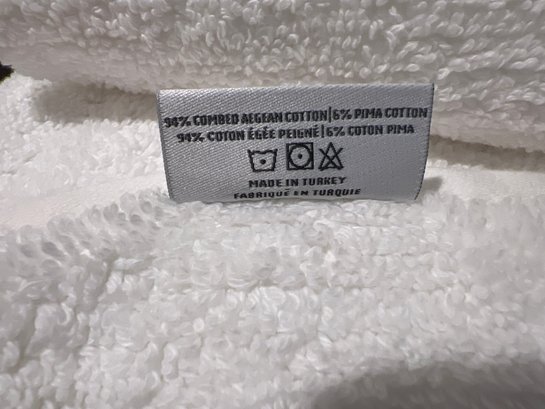 94% COMBED AEGEAN COTTON|6% PIMA COTTON
94% COTON ÉGÉE PEIGNÉ|6% COTON PIMA
MADE IN TURKEY
FABRIQUÉ EN TURQUIE